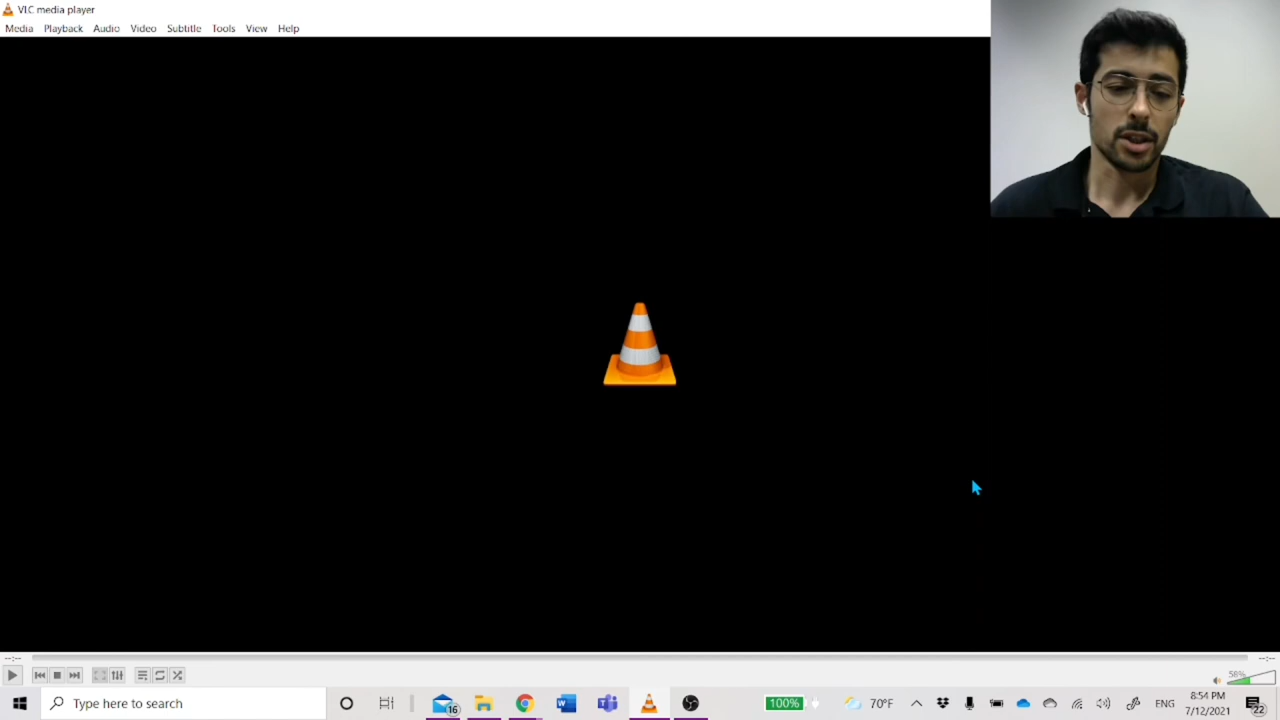 VLC media player
Media Playback Audio Video Subtitle Tools View Help
--:-- --:--
58%
Type here to search
16
100%
70°F
ENG
8:54 PM
7/12/2021
22